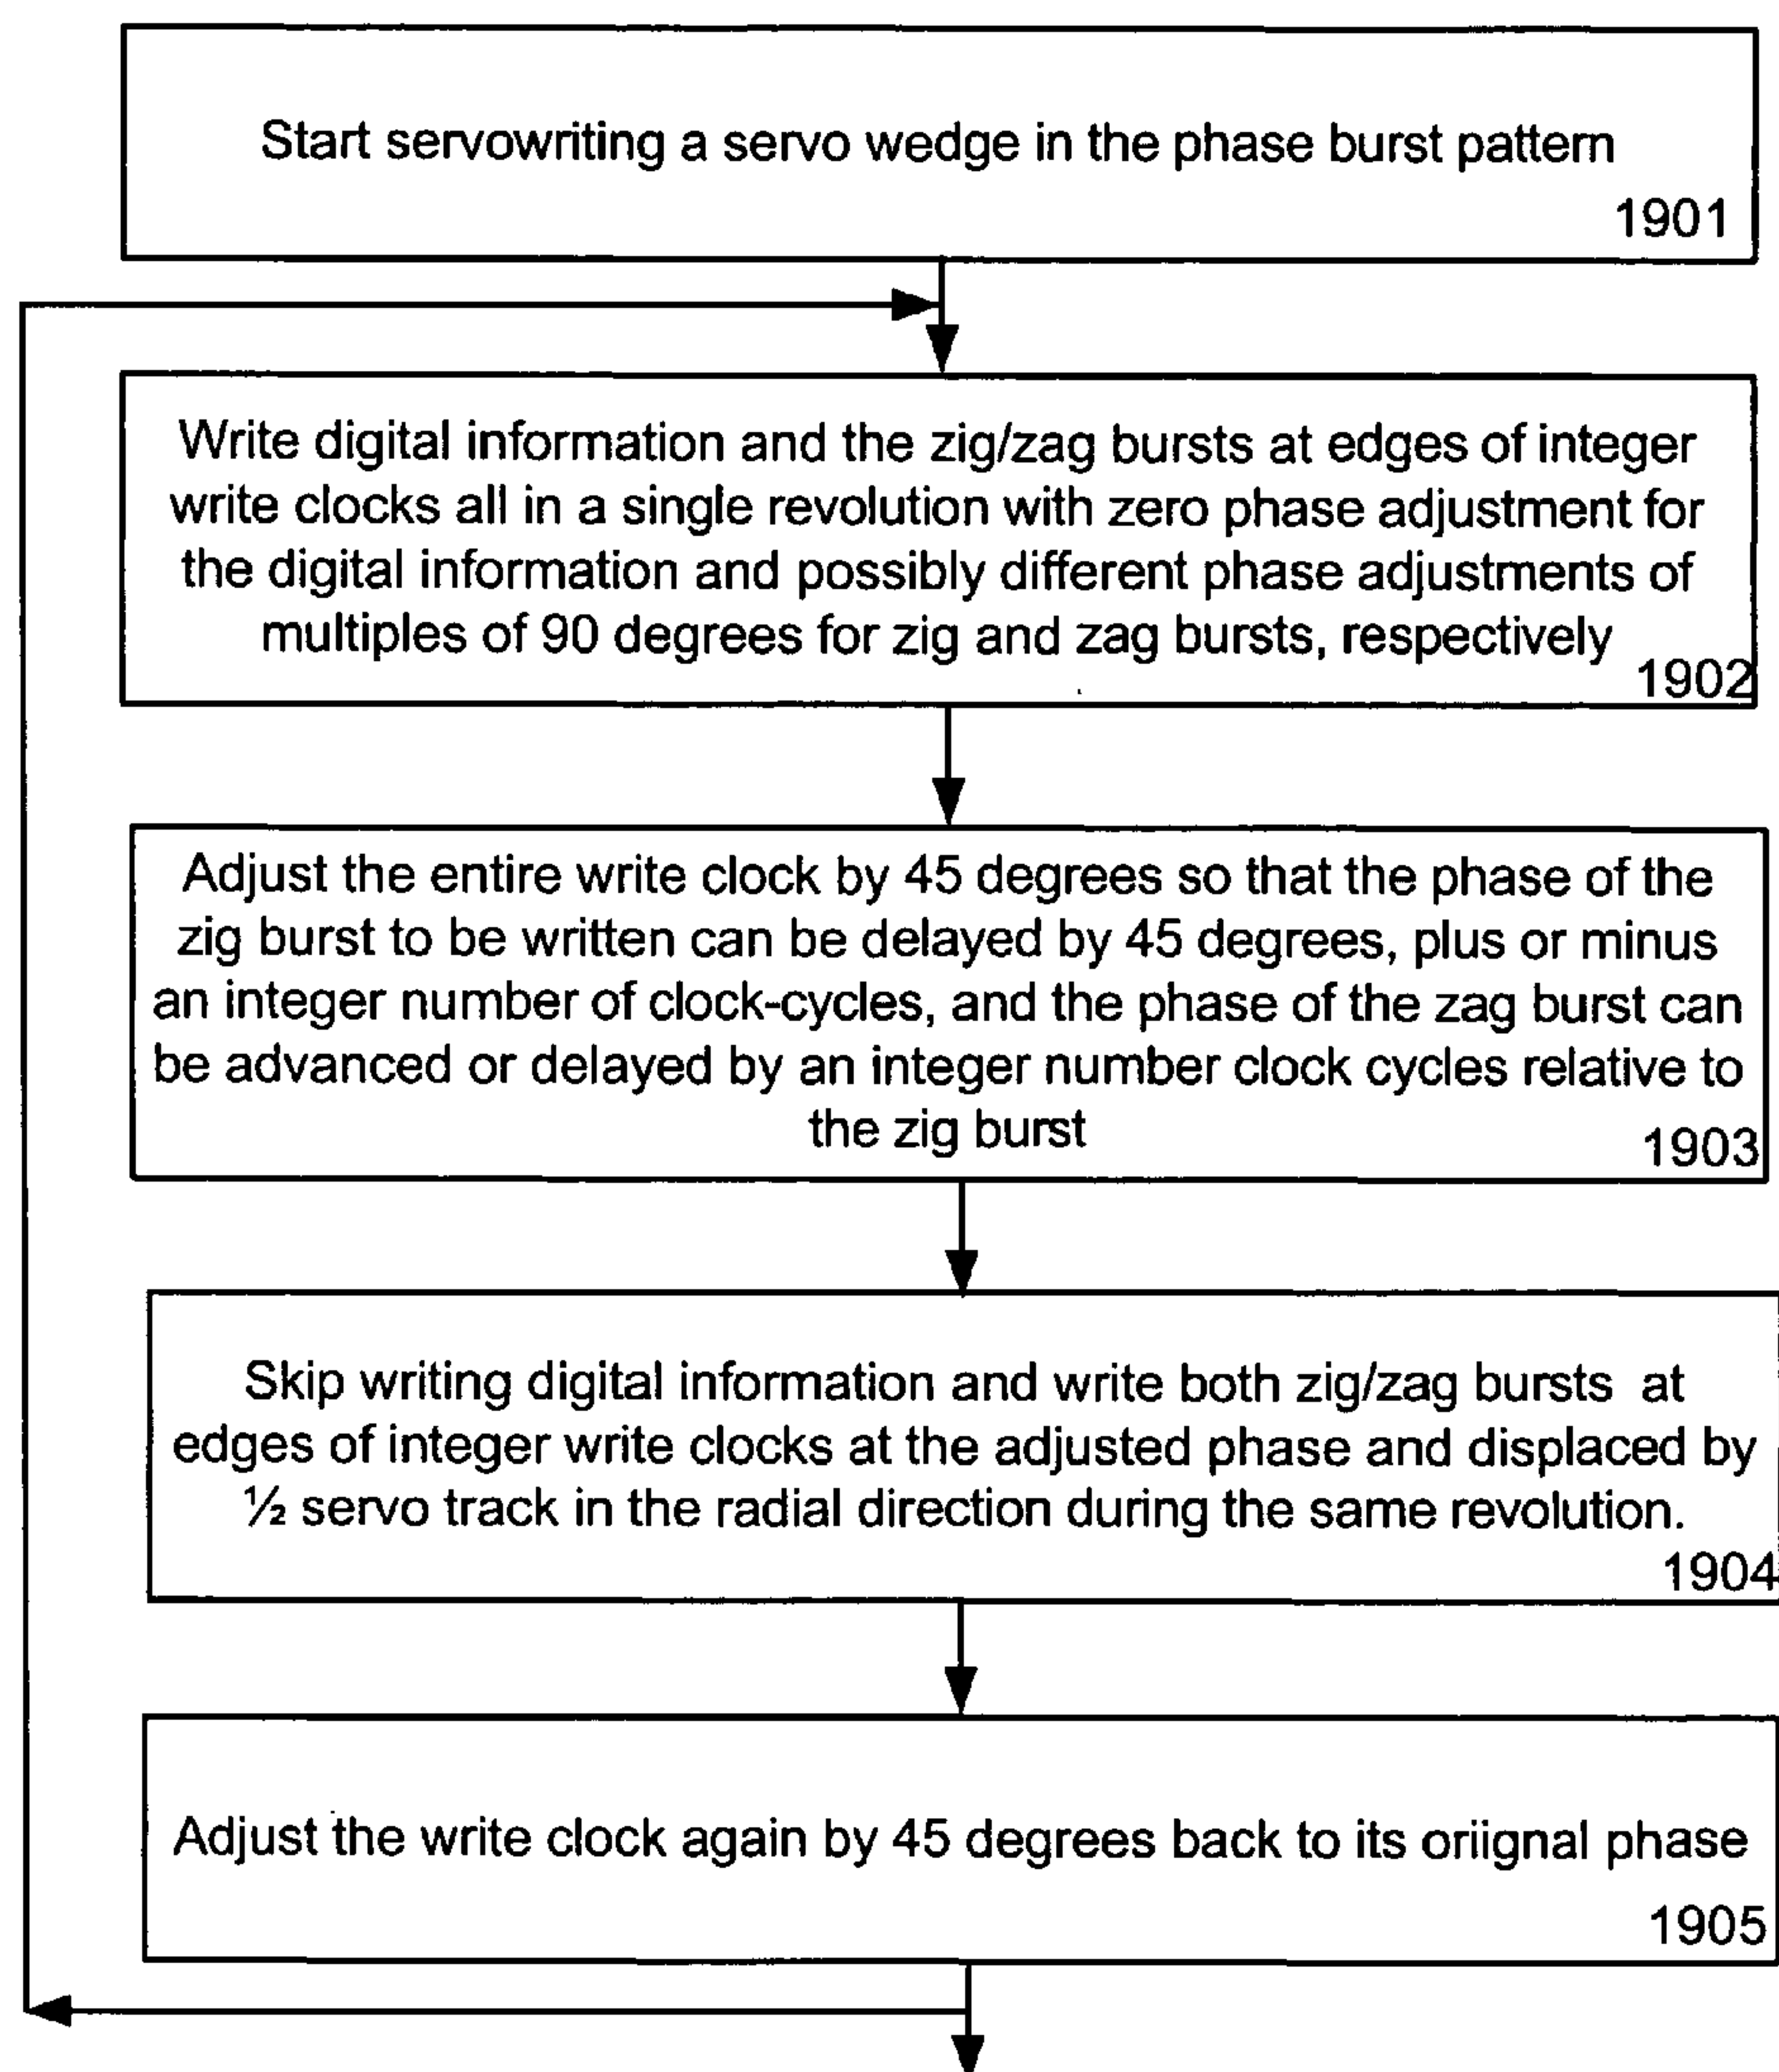 Start servowriting a servo wedge in the phase burst pattern
1901
Write digital information and the zig/zag bursts at edges of integer
write clocks all in a single revolution with zero phase adjustment for
the digital information and possibly different phase adjustments of
multiples of 90 degrees for zig and zag bursts, respectively
1902
Adjust the entire write clock by 45 degrees so that the phase of the
zig burst to be written can be delayed by 45 degrees, plus or minus
an integer number of clock-cycles, and the phase of the zag burst can
be advanced or delayed by an integer number clock cycles relative to
the zig burst
1903
Skip writing digital information and write both zig/zag bursts at
edges of integer write clocks at the adjusted phase and displaced by
½ servo track in the radial direction during the same revolution.
1904
Adjust the write clock again by 45 degrees back to its oriignal phase
1905